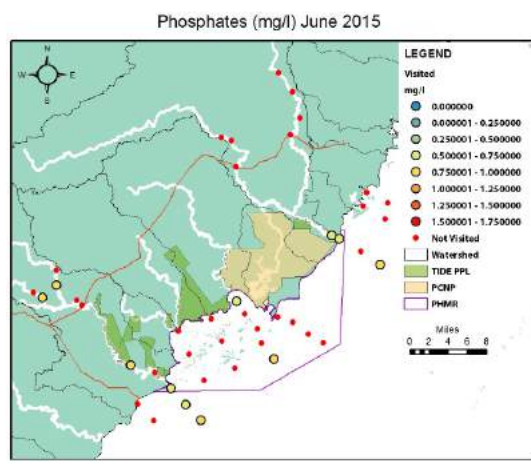 Phosphates (mg/l) June 2015
N
W E
S
LEGEND
Visited
mg/l
0.000000
0.000001 - 0.250000
0.250001 - 0.500000
0.500001 - 0.750000
0.750001 - 1.000000
1.000001 - 1.250000
1.250001 - 1.500000
1.500001 - 1.750000
Not Visited
Watershed
TIDE PPL
PCNP
PHMR
Miles
0 2 4 6 8